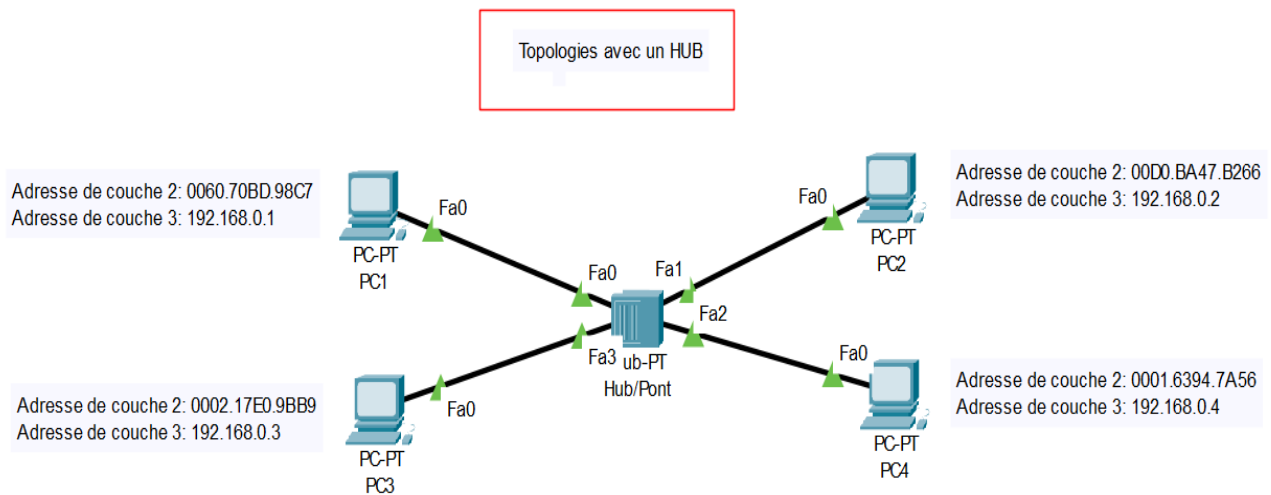 Topologies avec un HUB
Adresse de couche 2: 0060.70BD.98C7
Adresse de couche 3: 192.168.0.1
Fa0
PC-PT
PC1
Adresse de couche 2: 00D0.BA47.B266
Adresse de couche 3: 192.168.0.2
Fa0
PC-PT
PC2
Fa0
Fa1
Fa2
Fa3
ub-PT
Hub/Pont
Adresse de couche 2: 0002.17E0.9BB9
Adresse de couche 3: 192.168.0.3
Fa0
PC-PT
PC3
Adresse de couche 2: 0001.6394.7A56
Adresse de couche 3: 192.168.0.4
Fa0
PC-PT
PC4